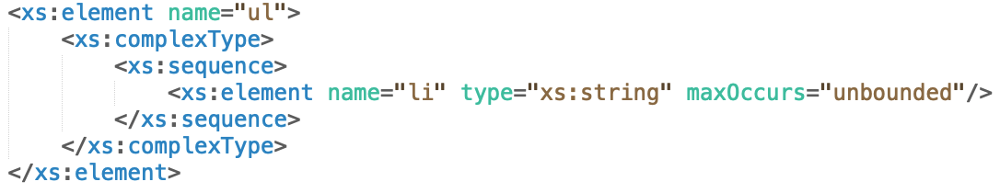 <xs:element name="ul">
<xs:complexType>
<xs:sequence>
<xs:element name="li" type="xs:string" maxOccurs="unbounded"/>
</xs:sequence>
</xs:complexType>
</xs:element>